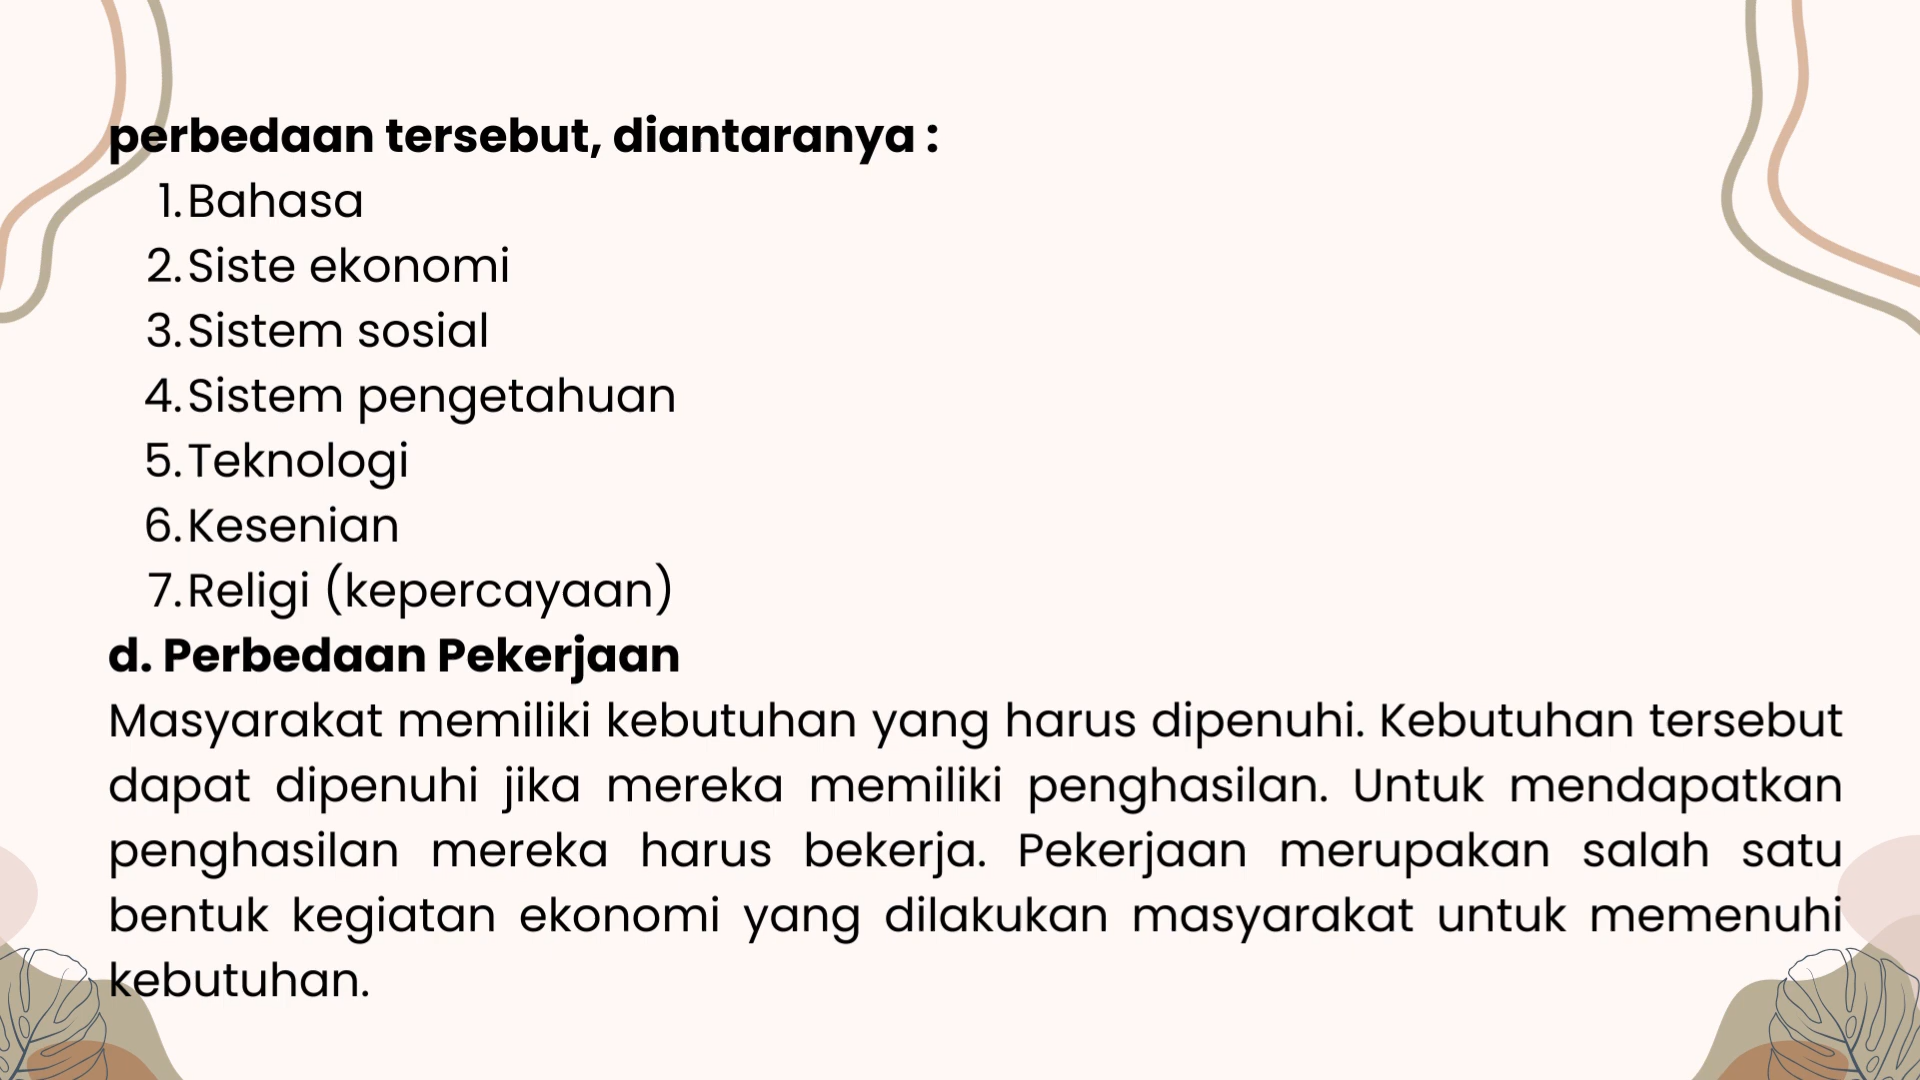 perbedaan tersebut, diantaranya :
1. Bahasa
2. Siste ekonomi
3. Sistem sosial
4. Sistem pengetahuan
5. Teknologi
6. Kesenian
7. Religi (kepercayaan)
d. Perbedaan Pekerjaan
Masyarakat memiliki kebutuhan yang harus dipenuhi. Kebutuhan tersebut
dapat dipenuhi jika mereka memiliki penghasilan. Untuk mendapatkan
penghasilan mereka harus bekerja. Pekerjaan merupakan salah satu
bentuk kegiatan ekonomi yang dilakukan masyarakat untuk memenuhi
kebutuhan.